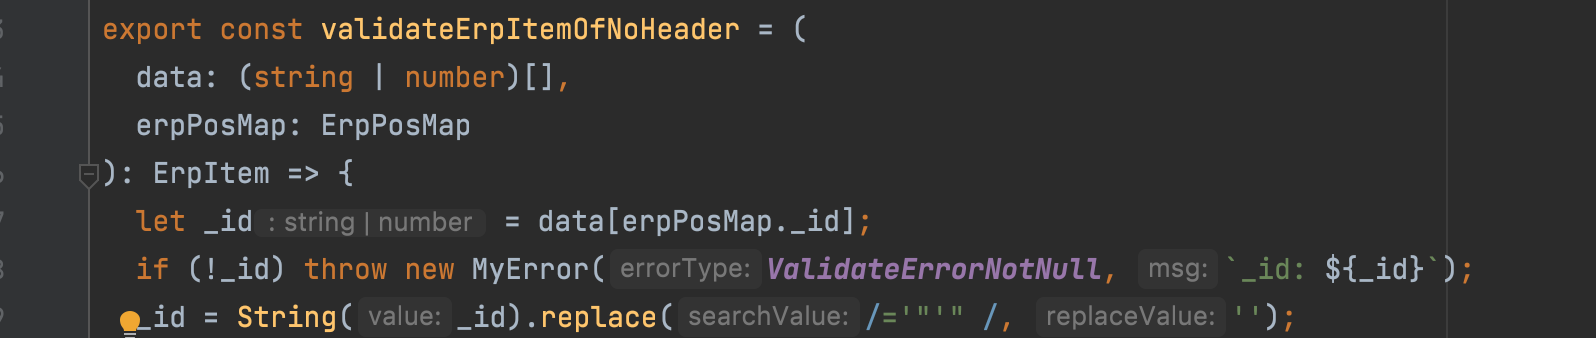 export const validateErpItemOfNoHeader = (
data: (string | number)[],
erpPosMap: ErpPosMap
): ErpItem => {
let _id : string | number = data[erpPosMap._id];
if (!_id) throw new MyError( errorType: ValidateErrorNotNull, msg: `_id: ${_id}`);
_id = String( value: _id).replace( searchValue: /='"'" /, replaceValue: '');